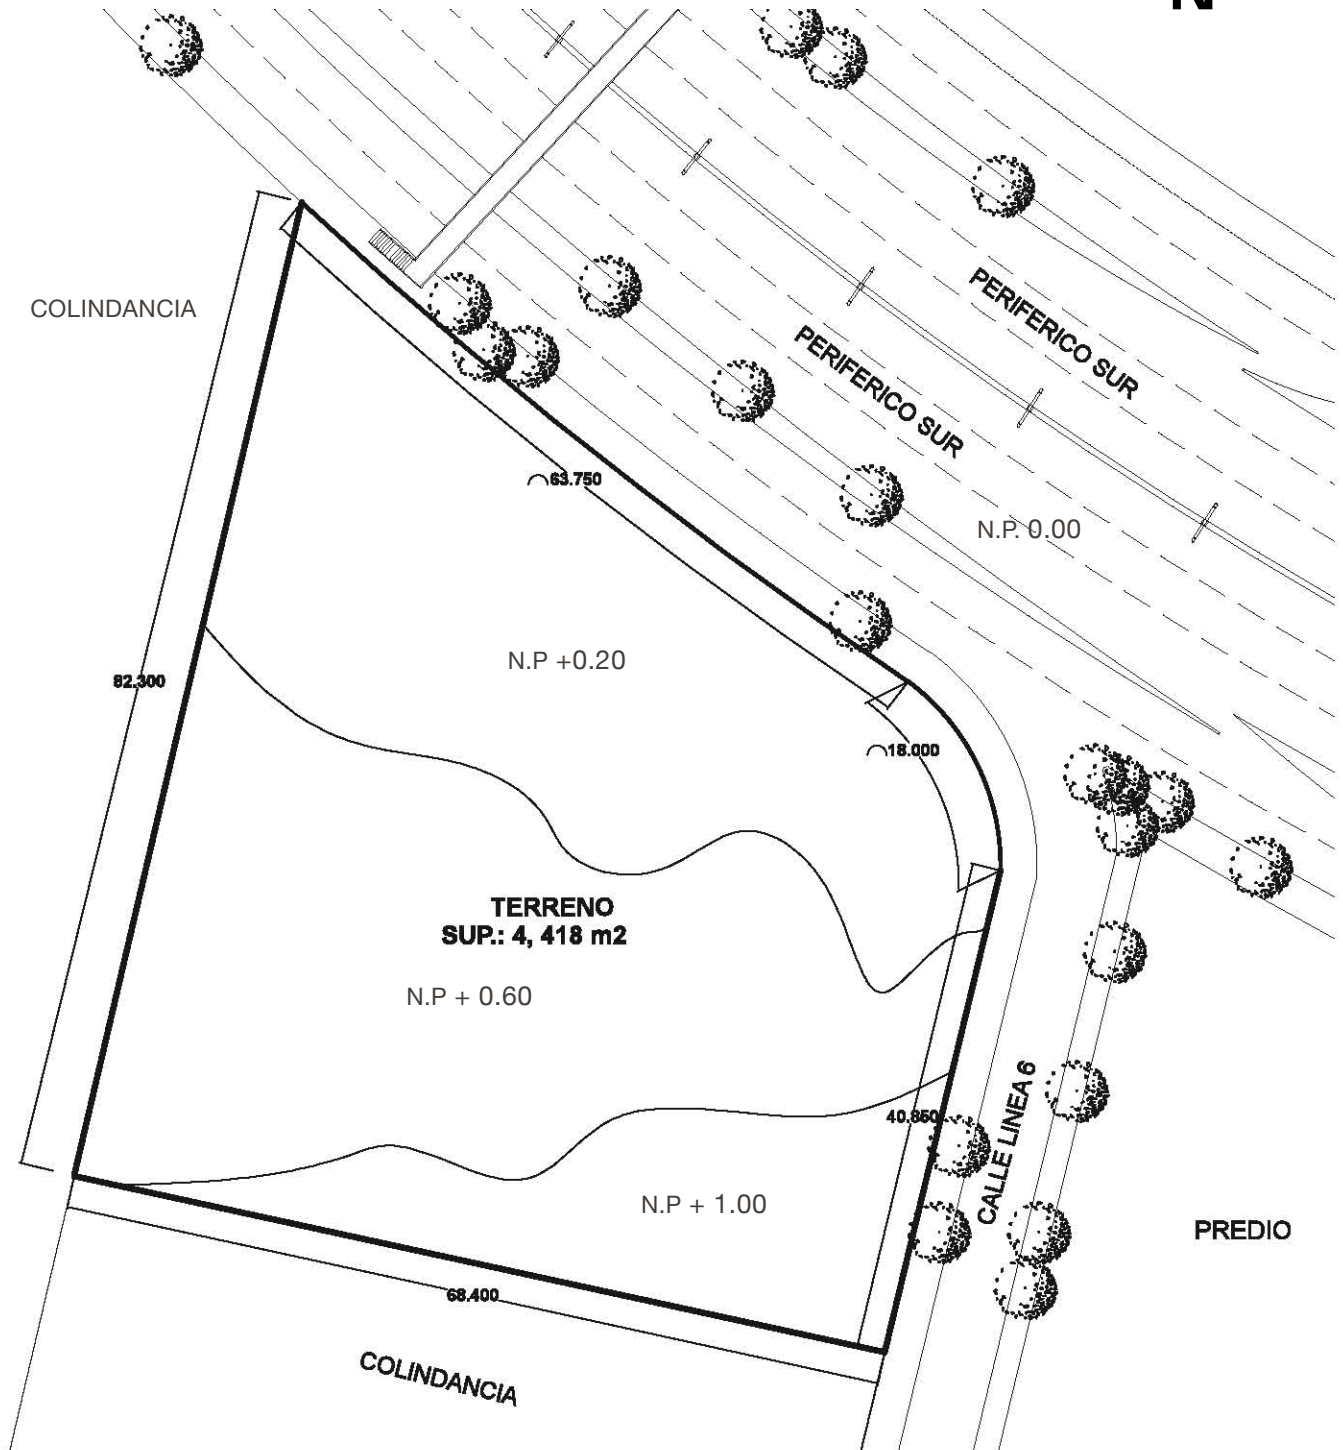 N
COLINDANCIA
PERIFERICO SUR
PERIFERICO SUR
63.750
N.P. 0.00
N.P +0.20
82.300
18.000
TERRENO
SUP.: 4, 418 m2
N.P + 0.60
40.850
CALLE LINEA 6
N.P + 1.00
PREDIO
68.400
COLINDANCIA